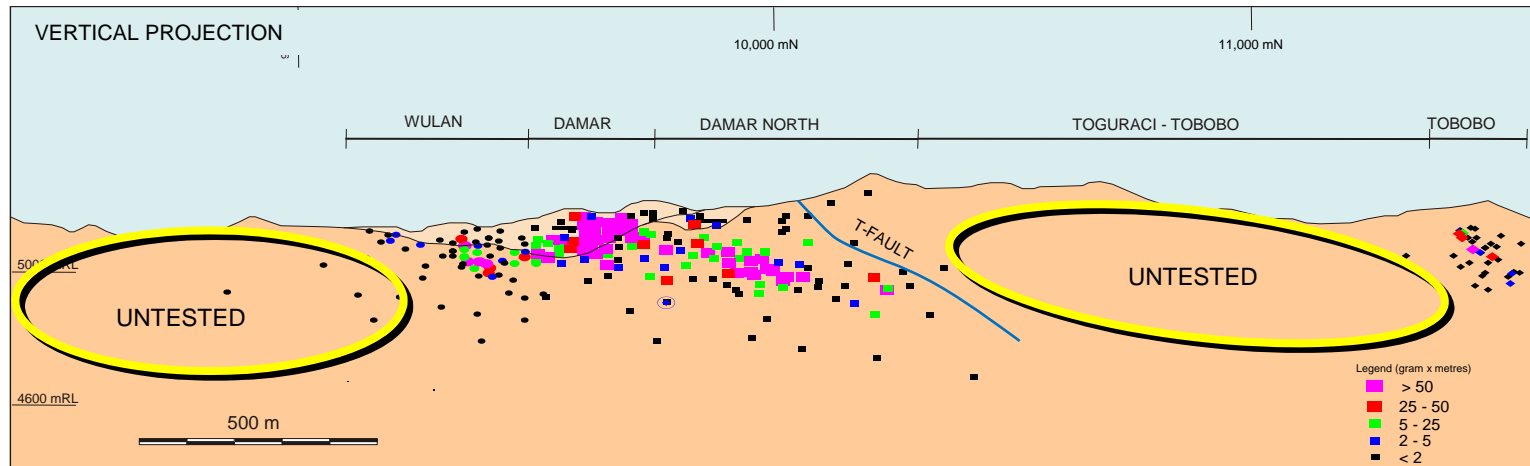 VERTICAL PROJECTION
10,000 mN
11,000 mN
WULAN
DAMAR
DAMAR NORTH
TOGURACI - TOBOBO
TOBOBO
T-FAULT
UNTESTED
UNTESTED
4600 mRL
500 m
Legend (gram x metres)
> 50
25 - 50
5 - 25
2 - 5
< 2